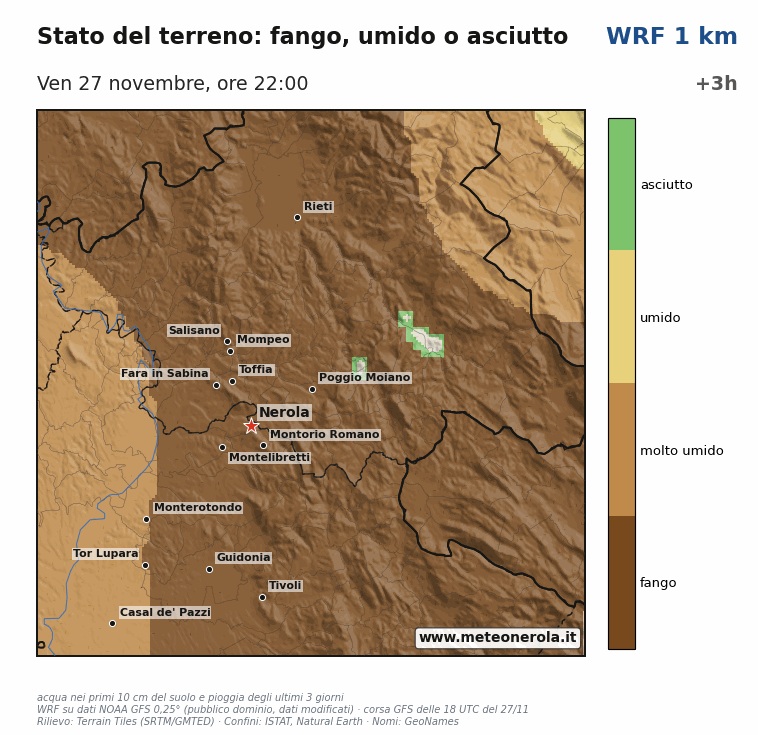 Stato del terreno: fango, umido o asciutto
WRF 1 km
Ven 27 novembre, ore 22:00
+3h
Rieti
Salisano
Mompeo
Toffia
Fara in Sabina
Poggio Moiano
Nerola
Montorio Romano
Montelibretti
Monterotondo
Tor Lupara
Guidonia
Tivoli
Casal de' Pazzi
www.meteonerola.it
asciutto
umido
molto umido
fango
acqua nei primi 10 cm del suolo e pioggia degli ultimi 3 giorni
WRF su dati NOAA GFS 0,25° (pubblico dominio, dati modificati) · corsa GFS delle 18 UTC del 27/11
Rilievo: Terrain Tiles (SRTM/GMTED) · Confini: ISTAT, Natural Earth · Nomi: GeoNames